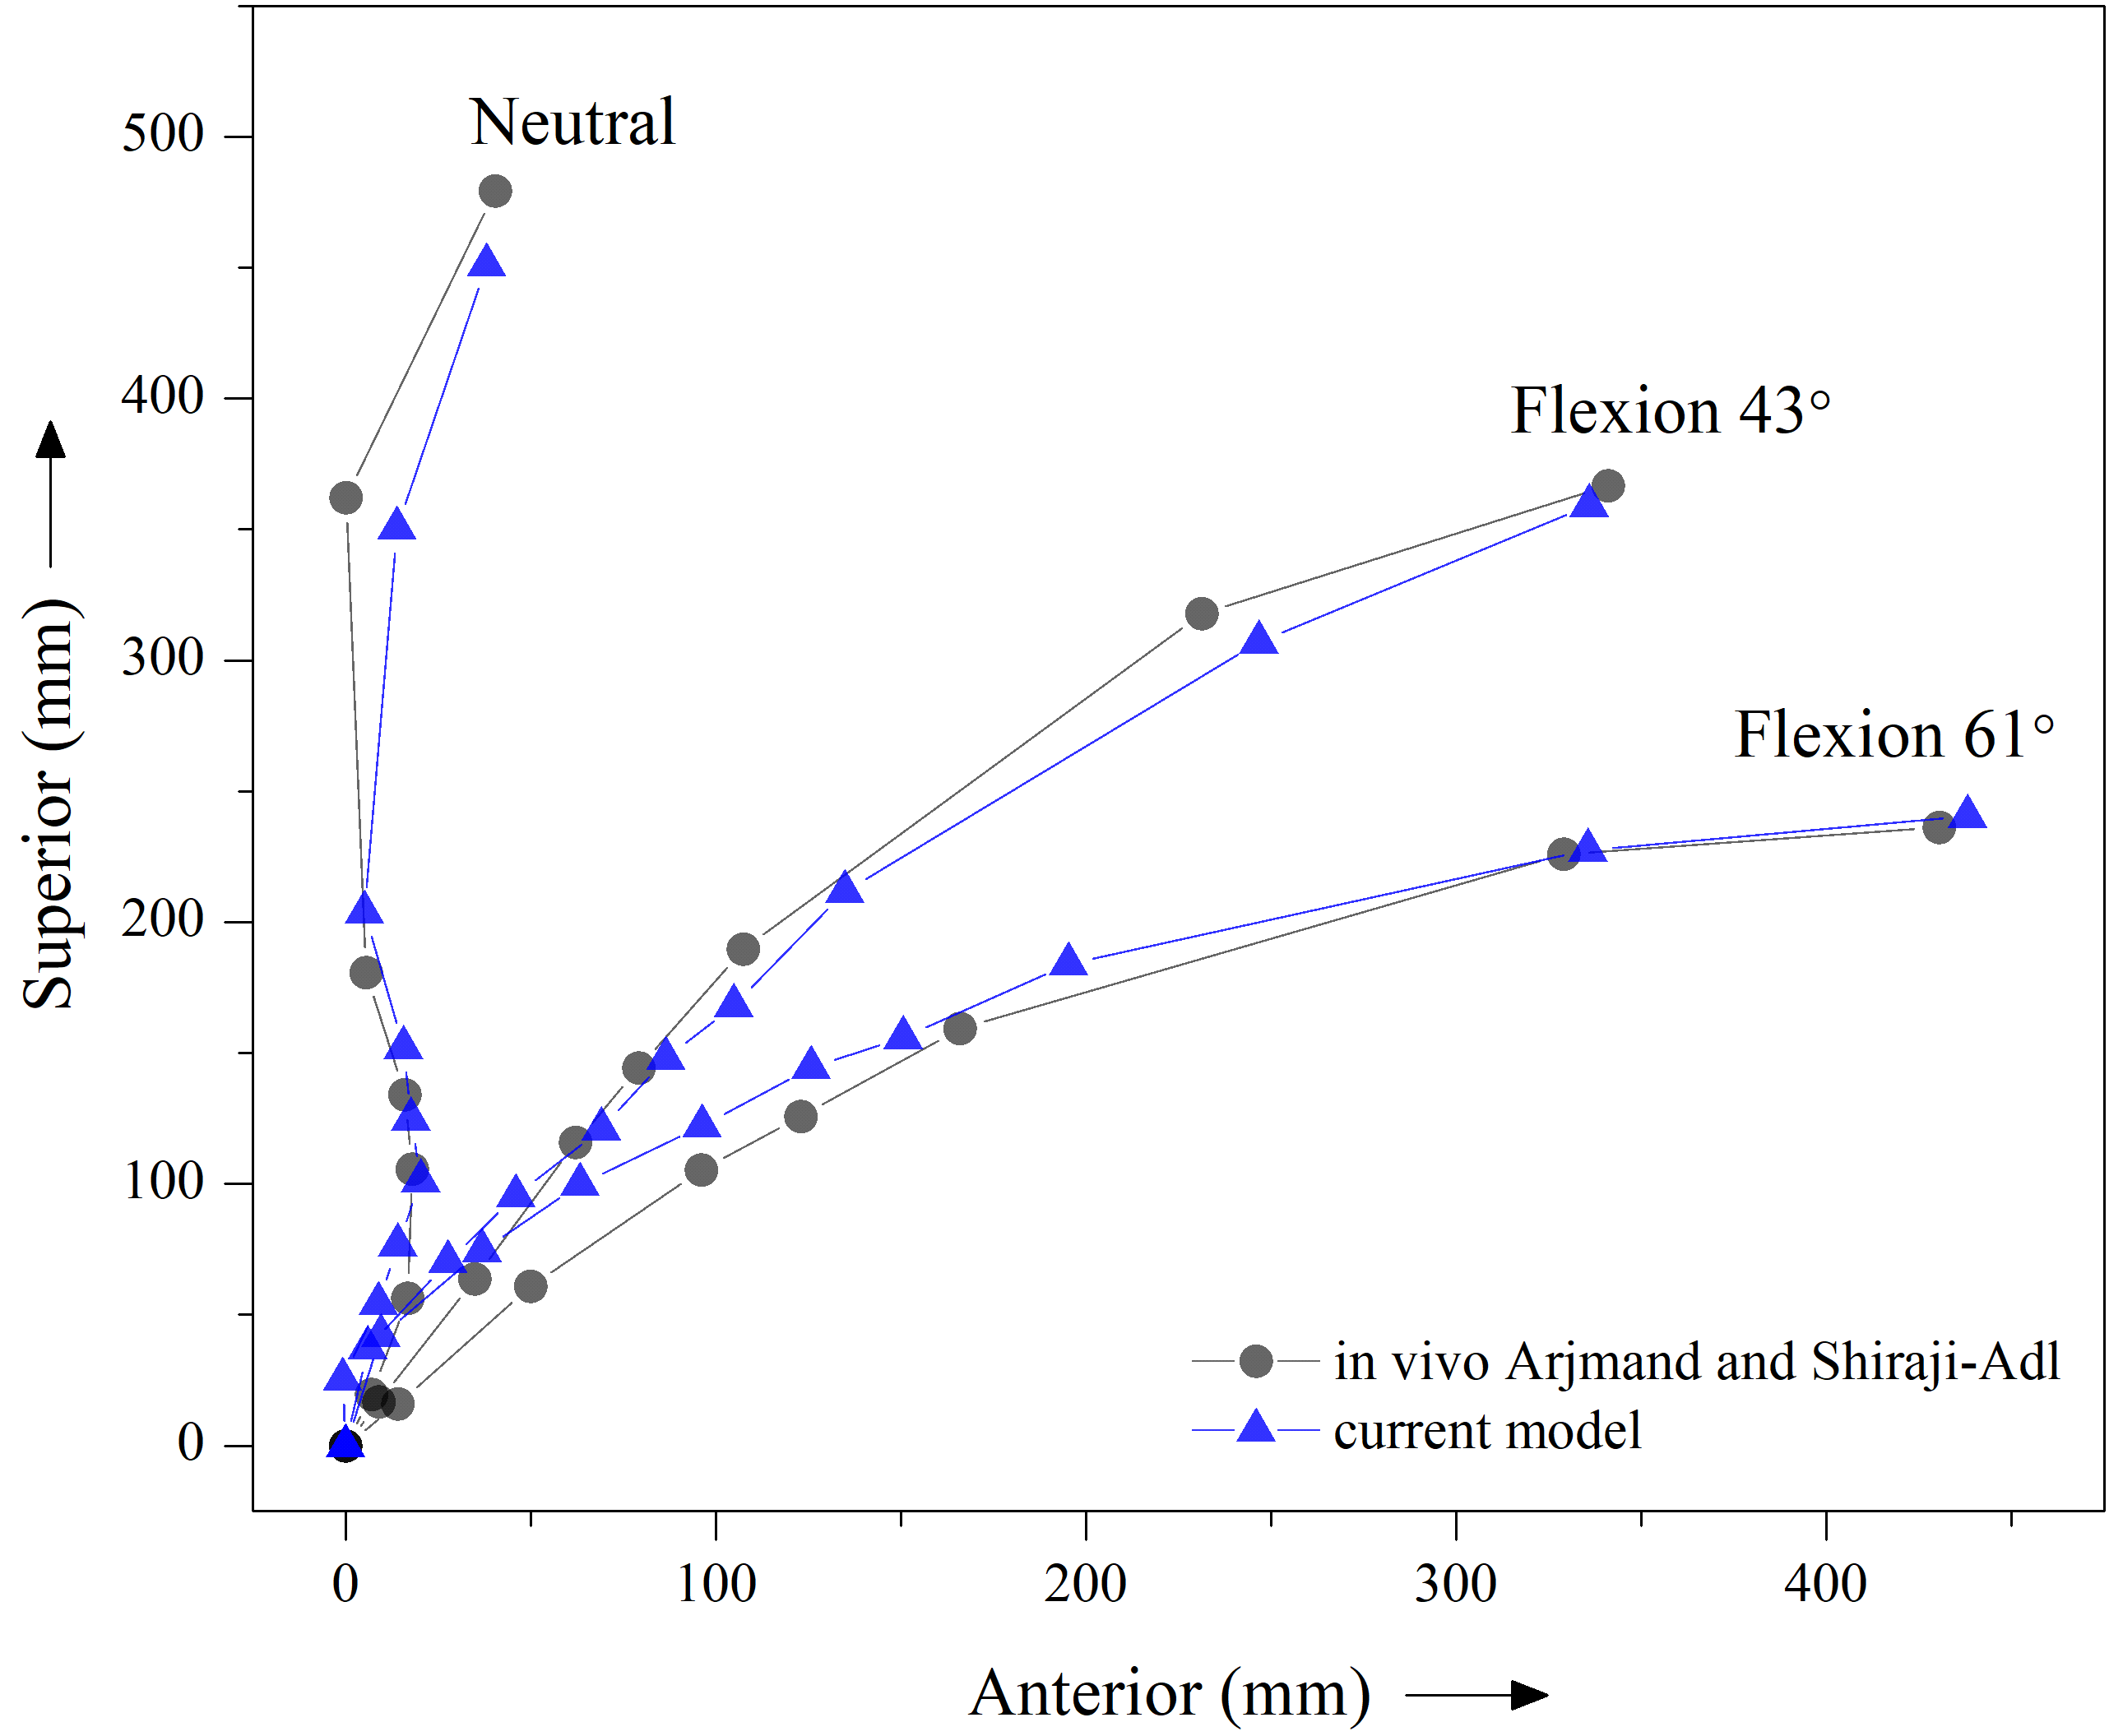 Neutral
Flexion 43°
Flexion 61°
500
400
300
200
100
0
Superior (mm)
in vivo Arjmand and Shiraji-Adl
current model
0 100 200 300 400
Anterior (mm)